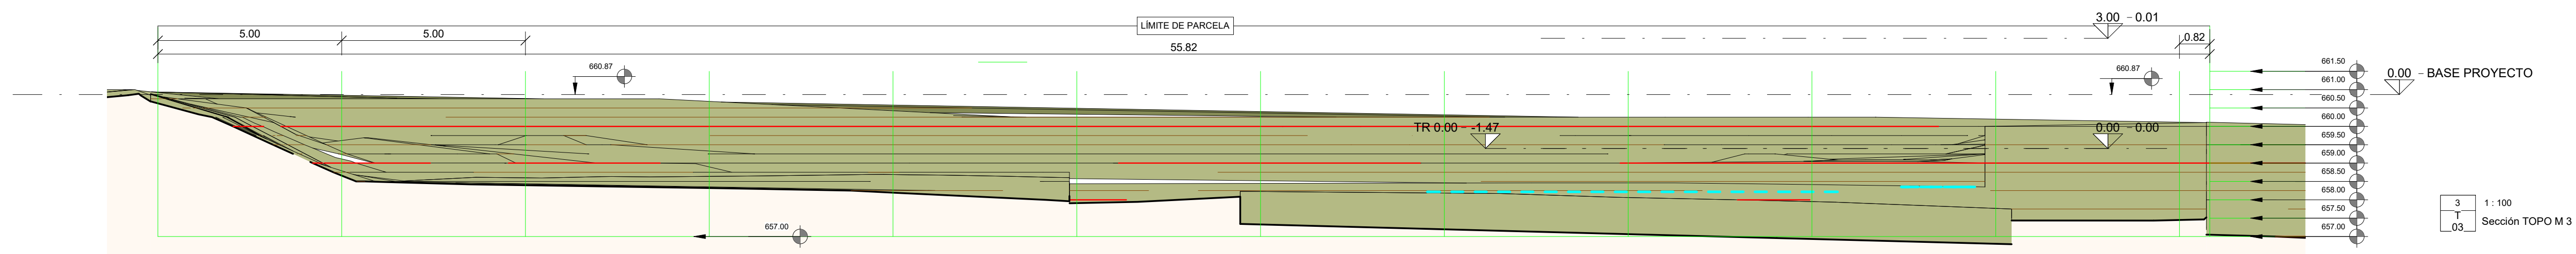 LÍMITE DE PARCELA
3.00 - 0.01
5.00
5.00
0.82
55.82
660.87
660.87
661.50
661.00
660.50
660.00
659.50
659.00
658.50
658.00
657.50
657.00
0.00 - BASE PROYECTO
TR 0.00 - -1.47
0.00 - 0.00
657.00
3
1 : 100
T
03
Sección TOPO M 3